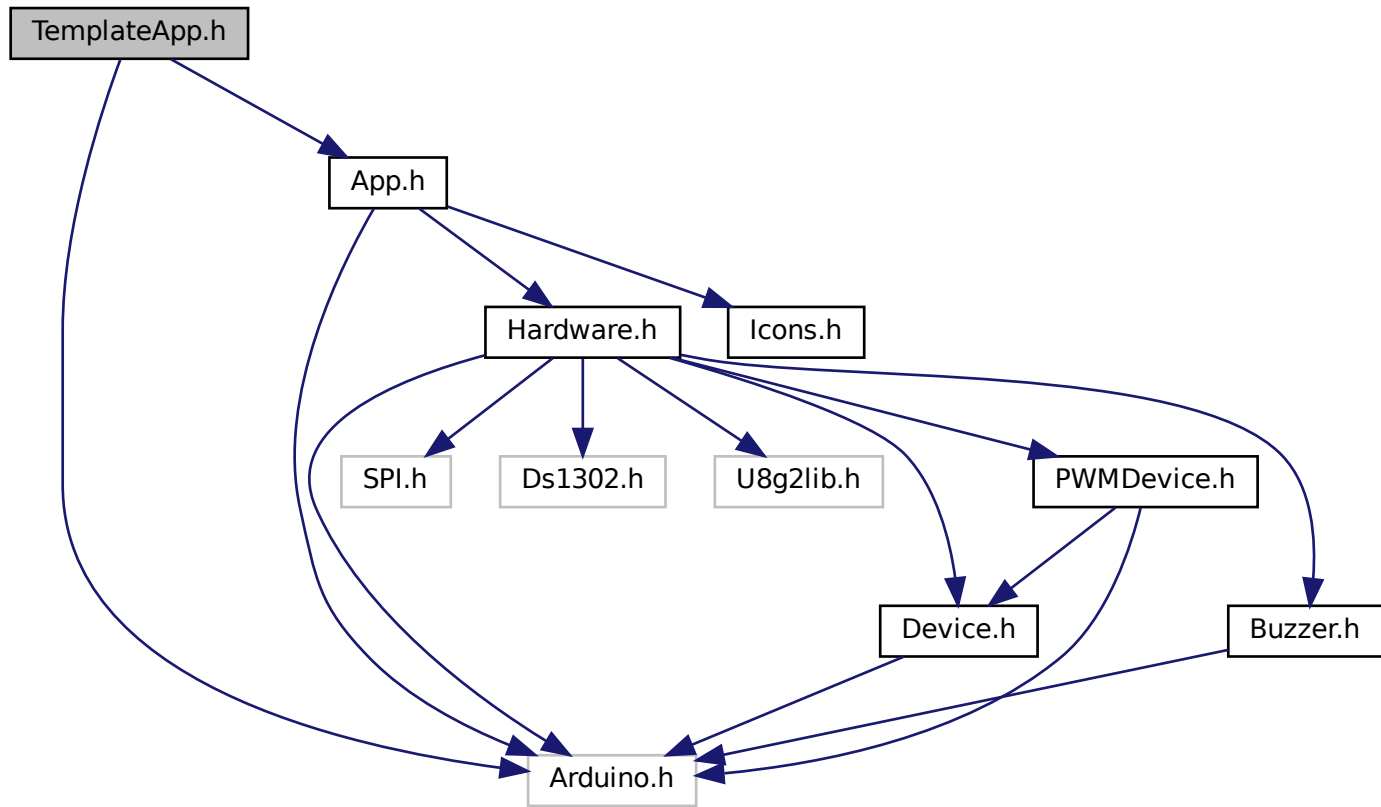 TemplateApp.h
App.h
Hardware.h
Icons.h
SPI.h
Ds1302.h
U8g2lib.h
PWMDevice.h
Device.h
Buzzer.h
Arduino.h